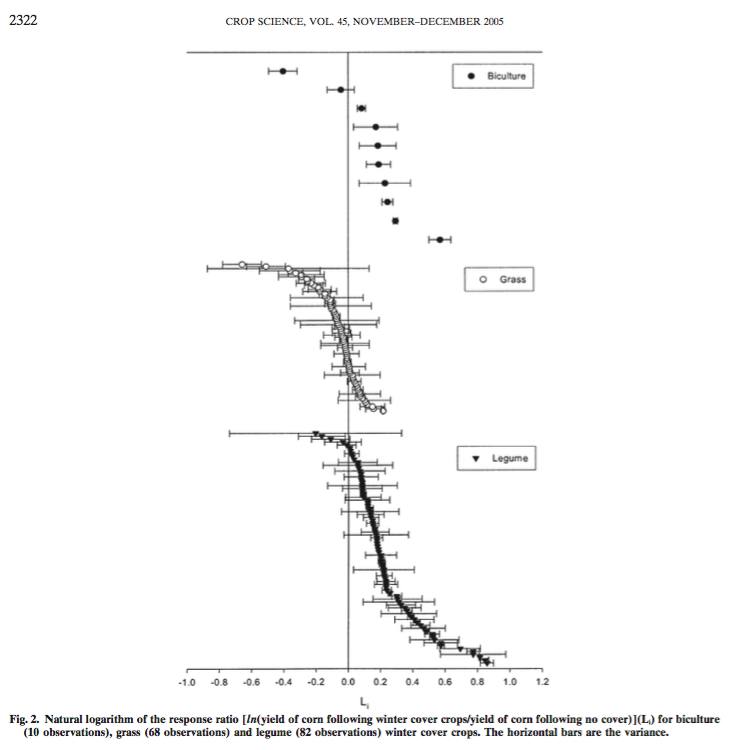 2322
CROP SCIENCE, VOL. 45, NOVEMBER–DECEMBER 2005
Biculture
Grass
Legume
-1.0 -0.8 -0.6 -0.4 -0.2 0.0 0.2 0.4 0.6 0.8 1.0 1.2
Li
Fig. 2. Natural logarithm of the response ratio [ln(yield of corn following winter cover crops/yield of corn following no cover)](Li) for biculture
(10 observations), grass (68 observations) and legume (82 observations) winter cover crops. The horizontal bars are the variance.